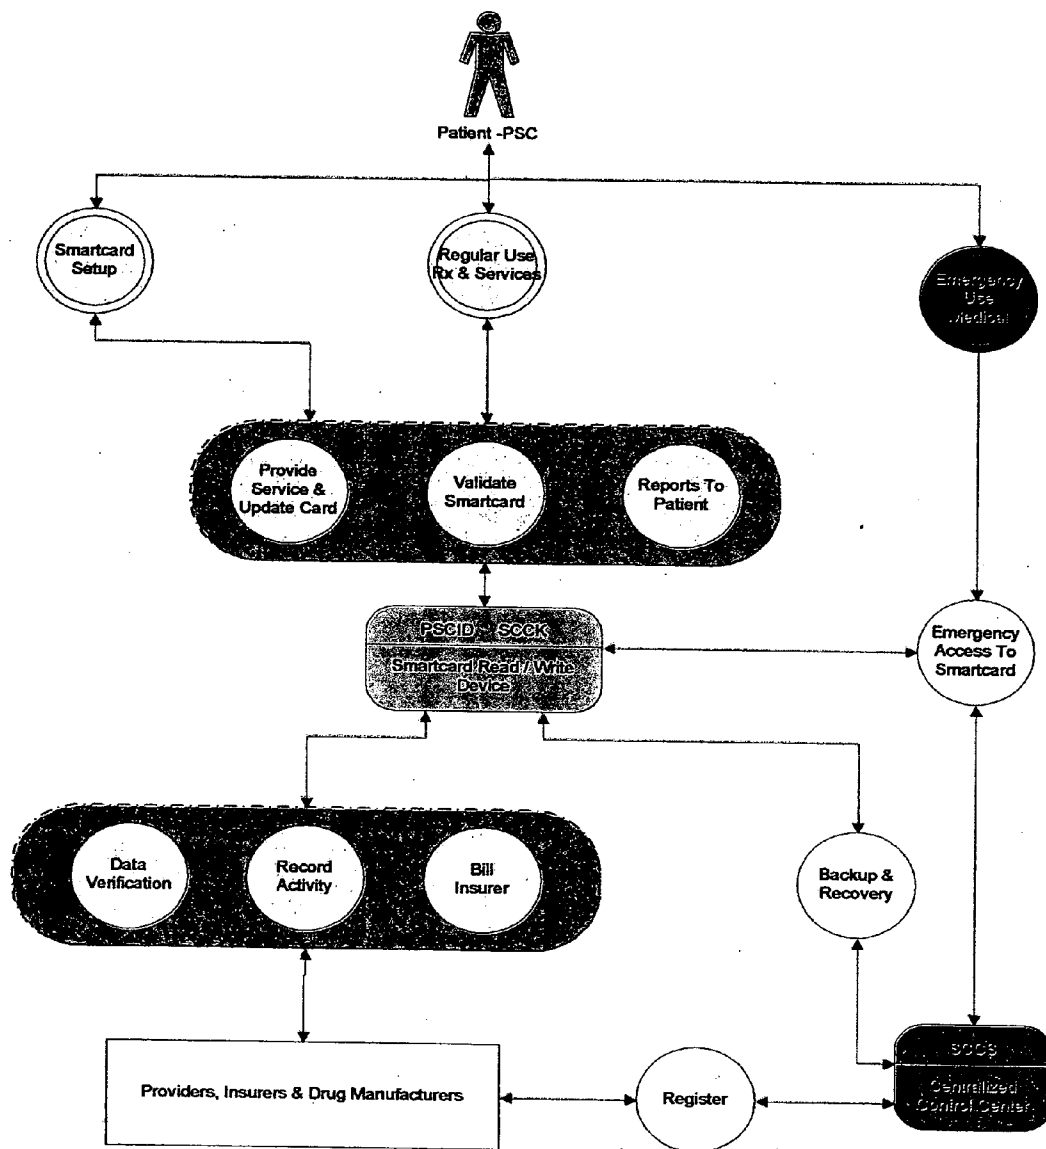 Patient -PSC
Smartcard
Setup
Regular Use
Rx & Services
Emergency
Use
Medical
Provide
Service &
Update Card
Validate
Smartcard
Reports To
Patient
PSCID ~ SCCK
Smartcard Read / Write
Device
Emergency
Access To
Smartcard
Data
Verification
Record
Activity
Bill
Insurer
Backup &
Recovery
SCCS
Centralized
Control Center
Providers, Insurers & Drug Manufacturers
Register